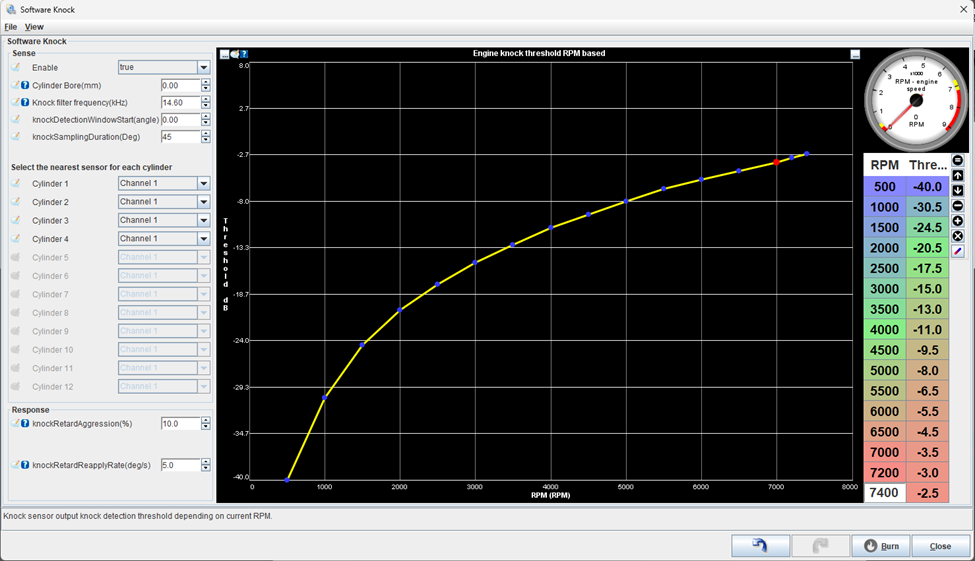 Software Knock
File View
Software Knock
Sense
Enable true
Cylinder Bore(mm) 0.00
Knock filter frequency(kHz) 14.60
knockDetectionWindowStart(angle) 0.00
knockSamplingDuration(Deg) 45
Select the nearest sensor for each cylinder
Cylinder 1 Channel 1
Cylinder 2 Channel 1
Cylinder 3 Channel 1
Cylinder 4 Channel 1
Cylinder 5 Channel 1
Cylinder 6 Channel 1
Cylinder 7 Channel 1
Cylinder 8 Channel 1
Cylinder 9 Channel 1
Cylinder 10 Channel 1
Cylinder 11 Channel 1
Cylinder 12 Channel 1
Response
knockRetardAggression(%) 10.0
knockRetardReapplyRate(deg/s) 5.0
Engine knock threshold RPM based
8.0
2.7
-2.7
-8.0
-13.3
-18.7
-24.0
-29.3
-34.7
-40.0
Threshold dB
0 1000 2000 3000 4000 5000 6000 7000 8000
RPM (RPM)
0 1 2 3 4 5 6 7 8 9
x1000
RPM - engine
speed
0
RPM
RPM Thre...
500 -40.0
1000 -30.5
1500 -24.5
2000 -20.5
2500 -17.5
3000 -15.0
3500 -13.0
4000 -11.0
4500 -9.5
5000 -8.0
5500 -6.5
6000 -5.5
6500 -4.5
7000 -3.5
7200 -3.0
7400 -2.5
Knock sensor output knock detection threshold depending on current RPM.
Burn Close